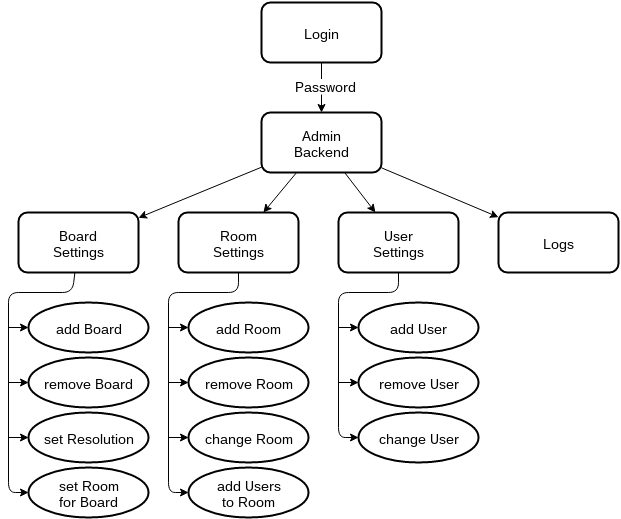 Login
Password
Admin
Backend
Board
Settings
Room
Settings
User
Settings
Logs
add Board
remove Board
set Resolution
set Room
for Board
add Room
remove Room
change Room
add Users
to Room
add User
remove User
change User